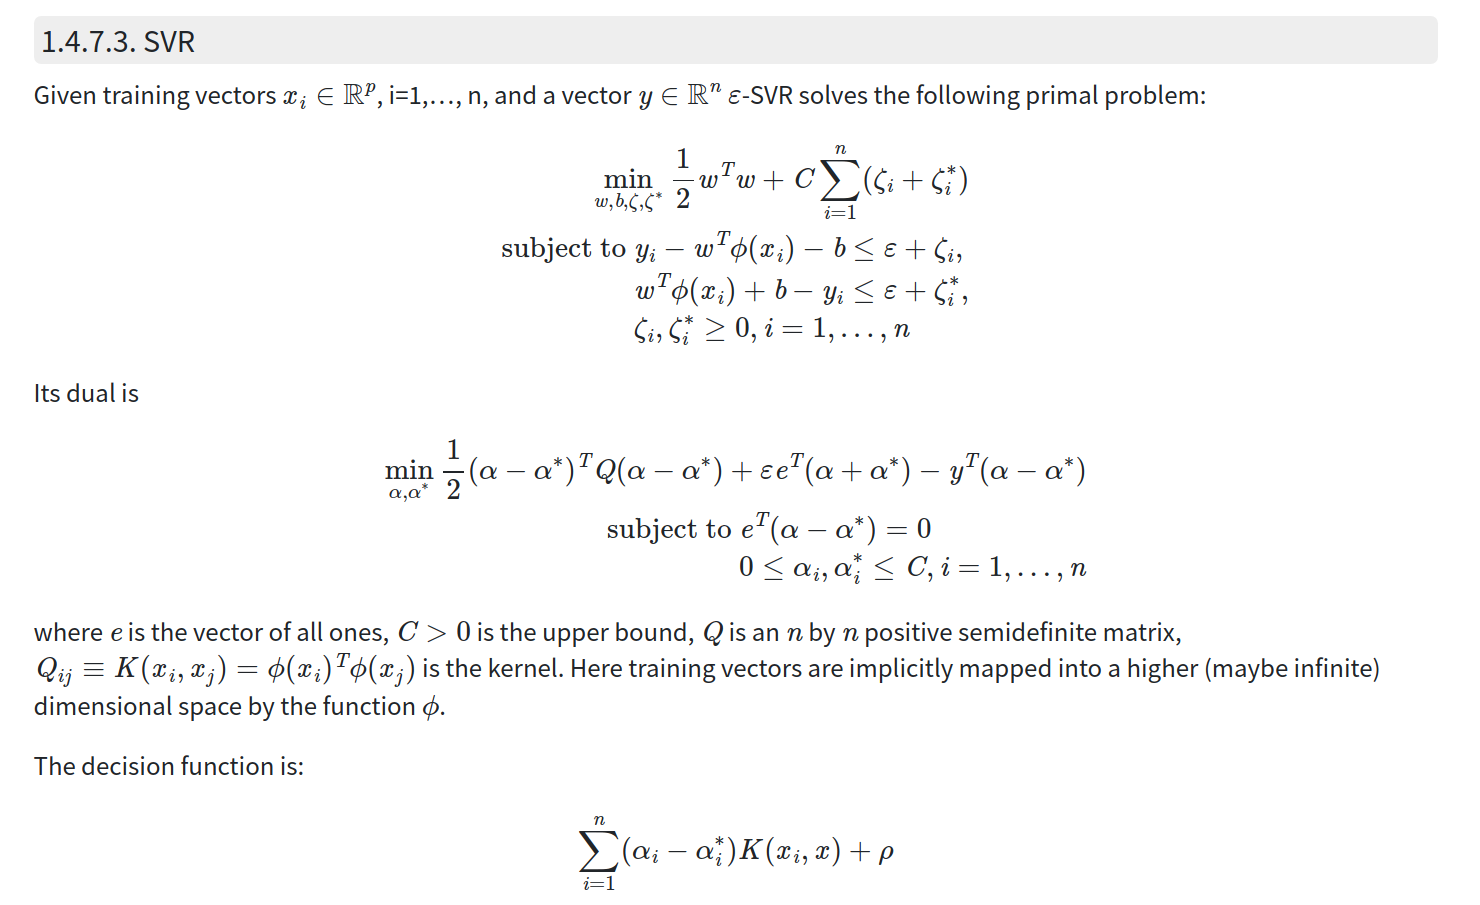 1.4.7.3. SVR
Given training vectors $x_i \in \mathbb{R}^p$, i=1,…, n, and a vector $y \in \mathbb{R}^n$ $\varepsilon$-SVR solves the following primal problem:
$\min_{w,b,\zeta,\zeta^*} \frac{1}{2} w^T w + C \sum_{i=1}^{n} (\zeta_i + \zeta_i^*)$
subject to $y_i - w^T \phi(x_i) - b \leq \varepsilon + \zeta_i,$
$w^T \phi(x_i) + b - y_i \leq \varepsilon + \zeta_i^*,$
$\zeta_i, \zeta_i^* \geq 0, i = 1, \ldots, n$
Its dual is
$\min_{\alpha,\alpha^*} \frac{1}{2} (\alpha - \alpha^*)^T Q (\alpha - \alpha^*) + \varepsilon e^T (\alpha + \alpha^*) - y^T (\alpha - \alpha^*)$
subject to $e^T (\alpha - \alpha^*) = 0$
$0 \leq \alpha_i, \alpha_i^* \leq C, i = 1, \ldots, n$
where $e$ is the vector of all ones, $C > 0$ is the upper bound, $Q$ is an $n$ by $n$ positive semidefinite matrix,
$Q_{ij} \equiv K(x_i, x_j) = \phi(x_i)^T \phi(x_j)$ is the kernel. Here training vectors are implicitly mapped into a higher (maybe infinite)
dimensional space by the function $\phi$.
The decision function is:
$\sum_{i=1}^{n} (\alpha_i - \alpha_i^*) K(x_i, x) + \rho$